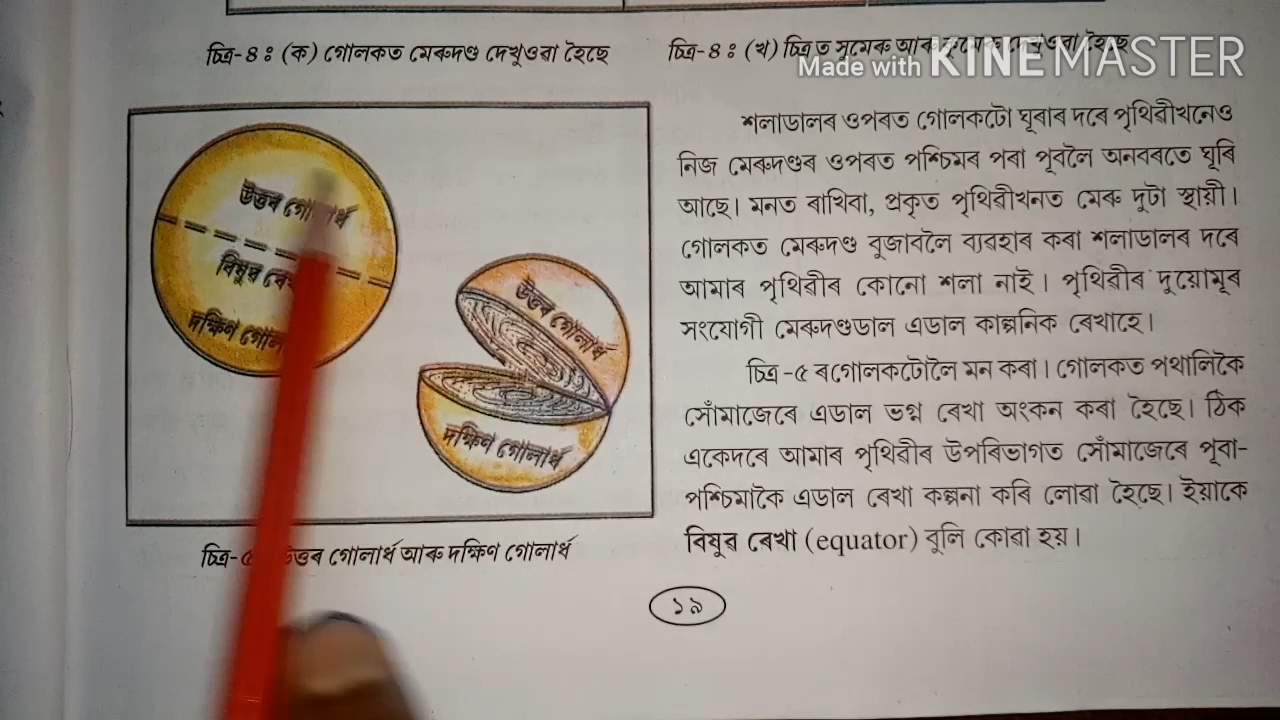 চিত্ৰ-৪ : (ক) গোলকত মেৰুদণ্ড দেখুওৱা হৈছে
চিত্ৰ-৪ : (খ) চিত্ৰত সুমেৰু আৰু দেখুওৱা হৈছে
Made with KINEMASTER
উত্তৰ
বিষুৱ
দক্ষিণ
উত্তৰ গোলাৰ্ধ
দক্ষিণ গোলাৰ্ধ
উত্তৰ গোলাৰ্ধ আৰু দক্ষিণ গোলাৰ্ধ
শলাডালৰ ওপৰত গোলকটো ঘূৰাৰ দৰে পৃথিৱীখনেও
নিজ মেৰুদণ্ডৰ ওপৰত পশ্চিমৰ পৰা পূবলৈ অনবৰতে ঘূৰি
আছে। মনত ৰাখিবা, প্ৰকৃত পৃথিৱীখনত মেৰু দুটা স্থায়ী।
গোলকত মেৰুদণ্ড বুজাবলৈ ব্যৱহাৰ কৰা শলাডালৰ দৰে
আমাৰ পৃথিৱীৰ কোনো শলা নাই। পৃথিৱীৰ দুয়োমূৰ
সংযোগী মেৰুদণ্ডডাল এডাল কাল্পনিক ৰেখাহে।
চিত্ৰ-৫ ৰগোলকটোলৈ মন কৰা। গোলকত পথালিকৈ
সোঁমাজেৰে এডাল ভগ্ন ৰেখা অংকন কৰা হৈছে। ঠিক
একেদৰে আমাৰ পৃথিৱীৰ উপৰিভাগত সোঁমাজেৰে পূবা-
পশ্চিমাকৈ এডাল ৰেখা কল্পনা কৰি লোৱা হৈছে। ইয়াকে
বিষুৱ ৰেখা (equator) বুলি কোৱা হয়।
১৯